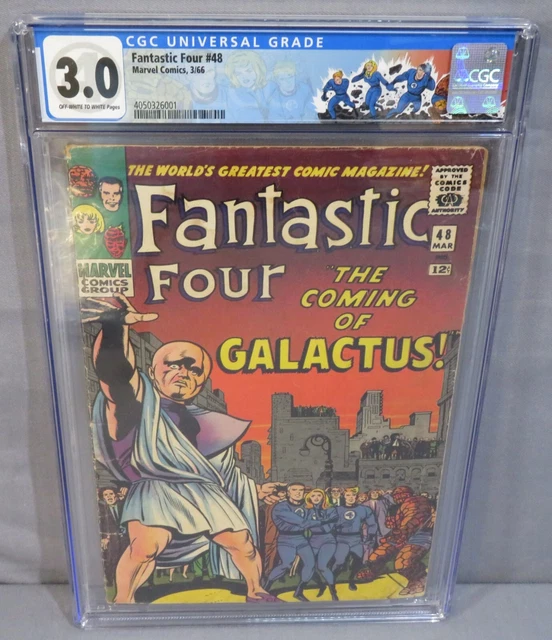 CGC UNIVERSAL GRADE
3.0
OFF-WHITE TO WHITE Pages
Fantastic Four #48
Marvel Comics, 3/66
4050326001
CGC
THE WORLD'S GREATEST COMIC MAGAZINE!
APPROVED
BY THE
COMICS
CODE
AUTHORITY
Fantastic
Four
48
MAR
12¢
MARVEL
COMICS
GROUP
"THE
COMING
OF
GALACTUS!"
4